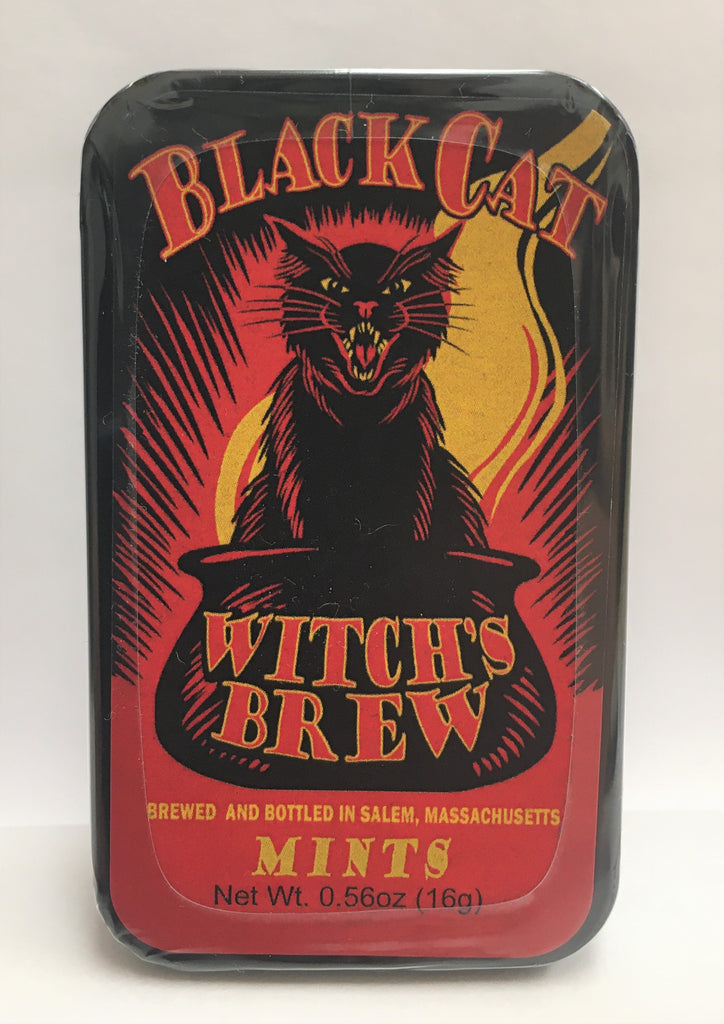 BLACK CAT
WITCH'S
BREW
BREWED AND BOTTLED IN SALEM, MASSACHUSETTS
MINTS
Net Wt. 0.56oz (16g)